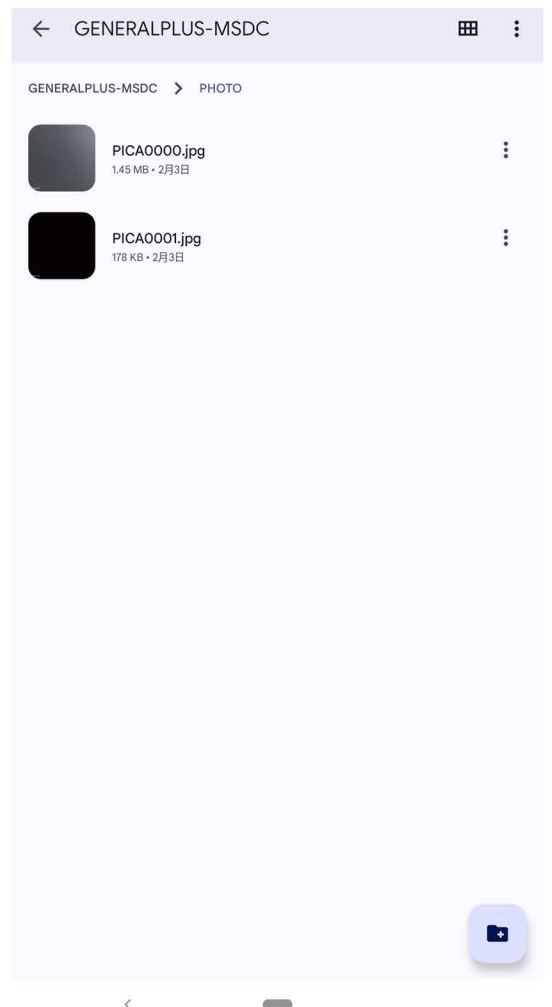 GENERALPLUS-MSDC
GENERALPLUS-MSDC > PHOTO
PICA0000.jpg
1.45 MB • 2月3日
PICA0001.jpg
178 KB • 2月3日